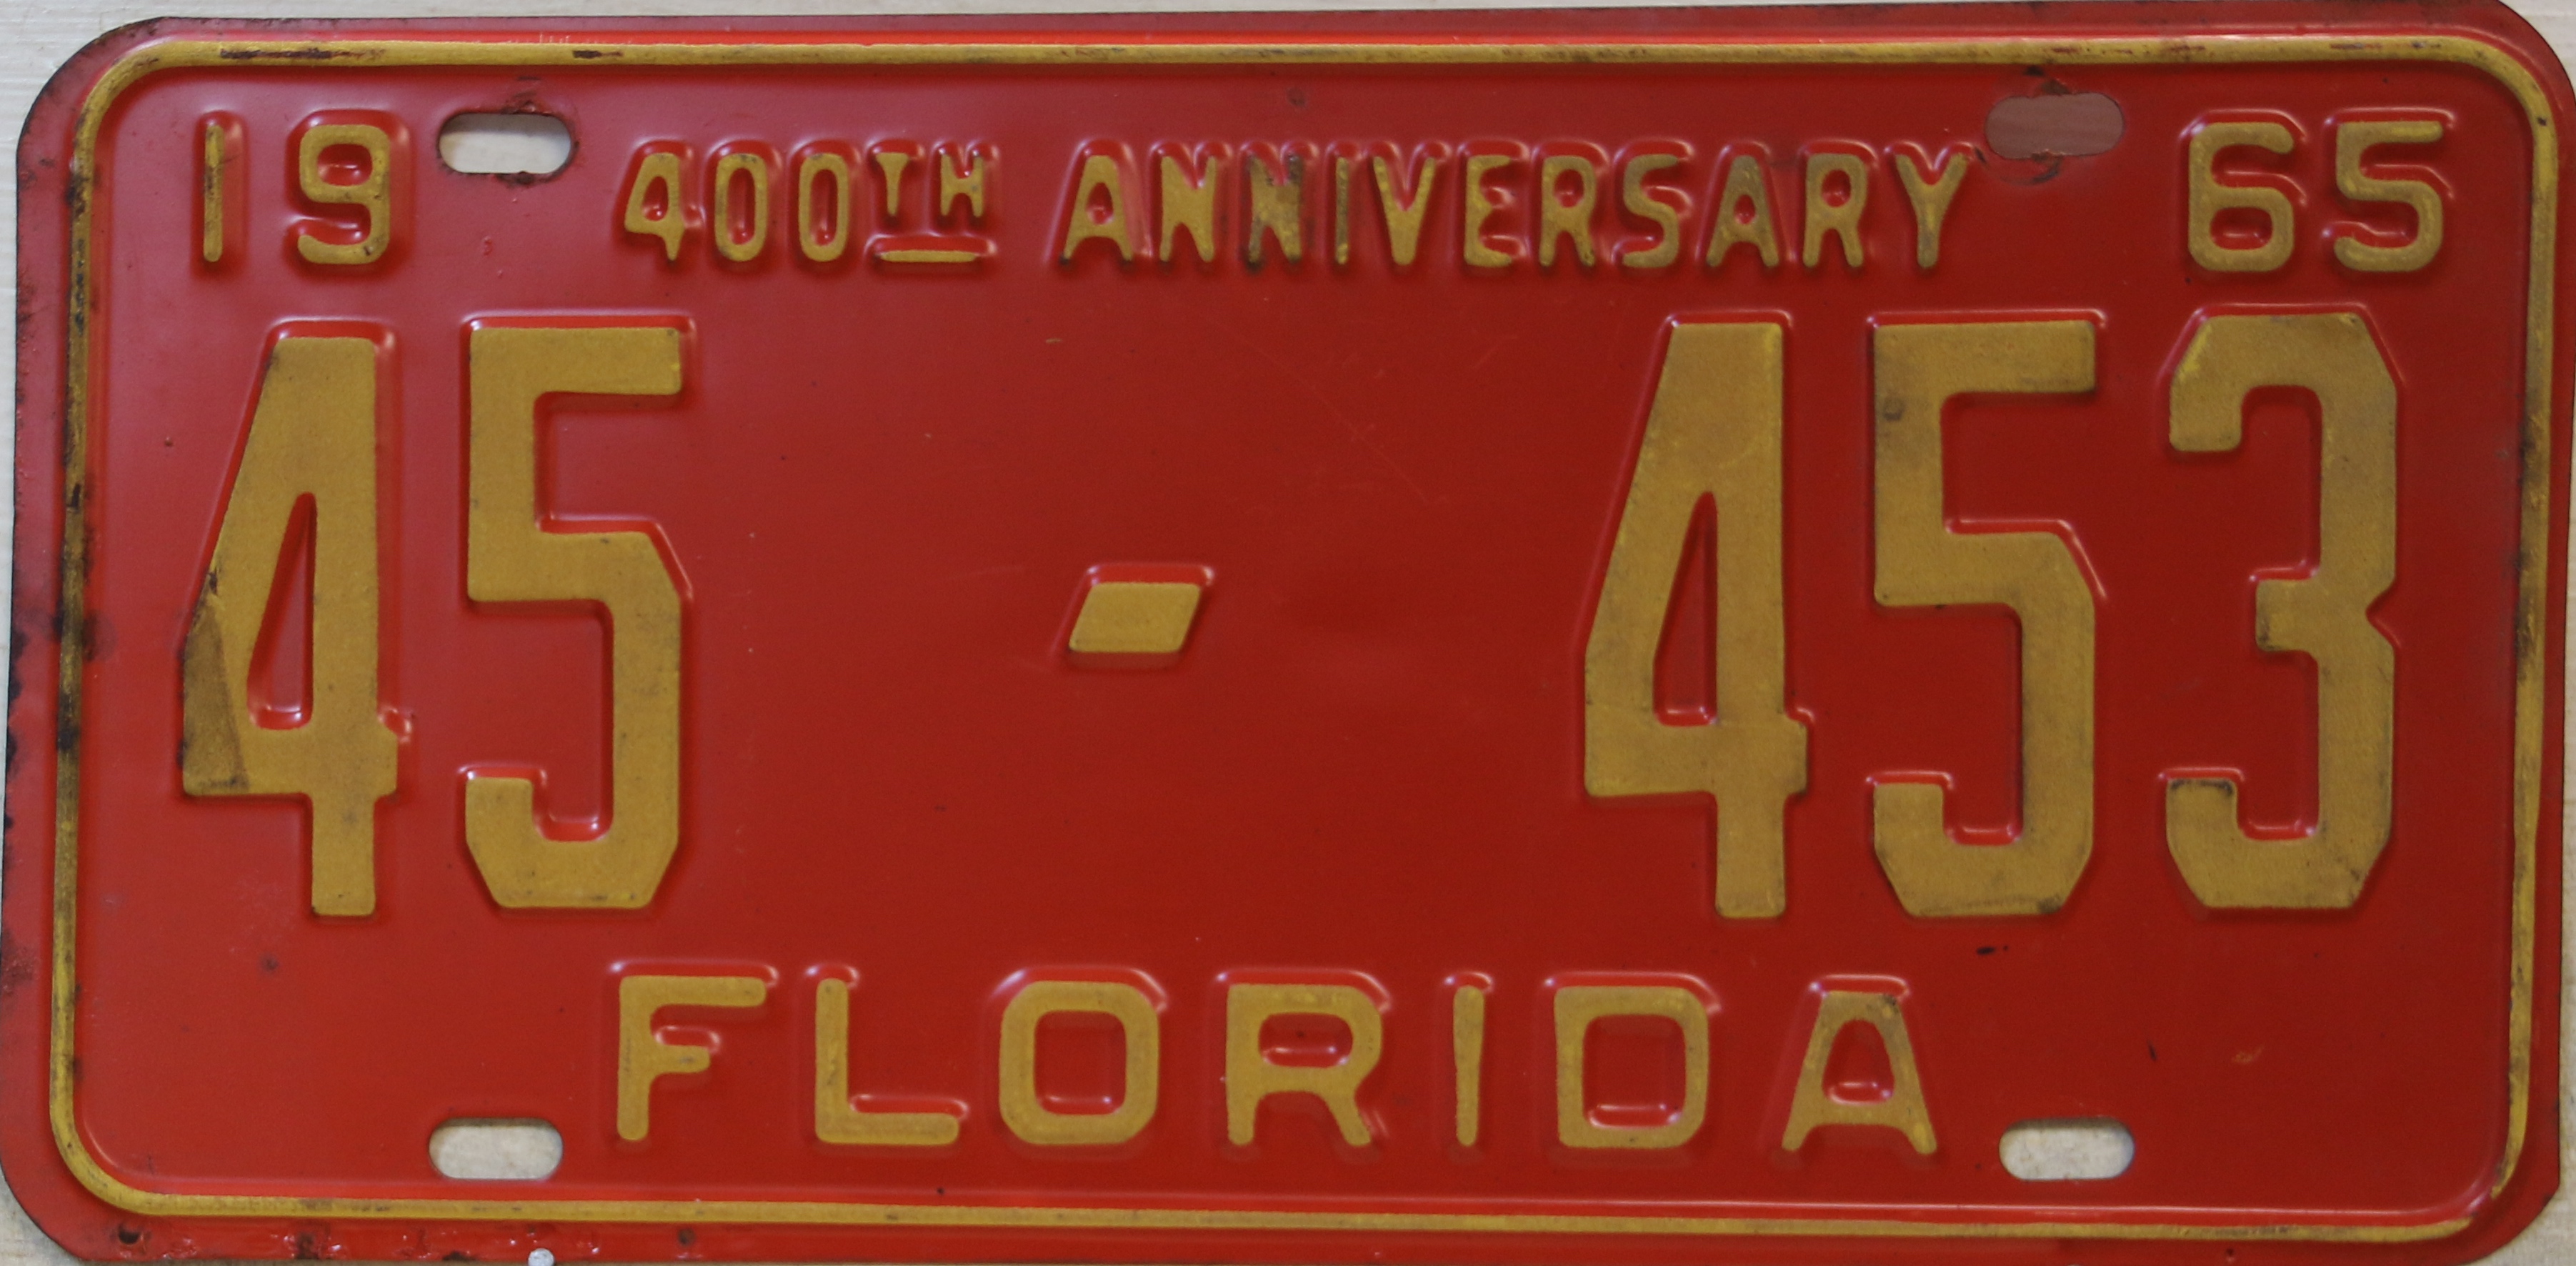 19 400TH ANNIVERSARY 65
45 - 453
FLORIDA